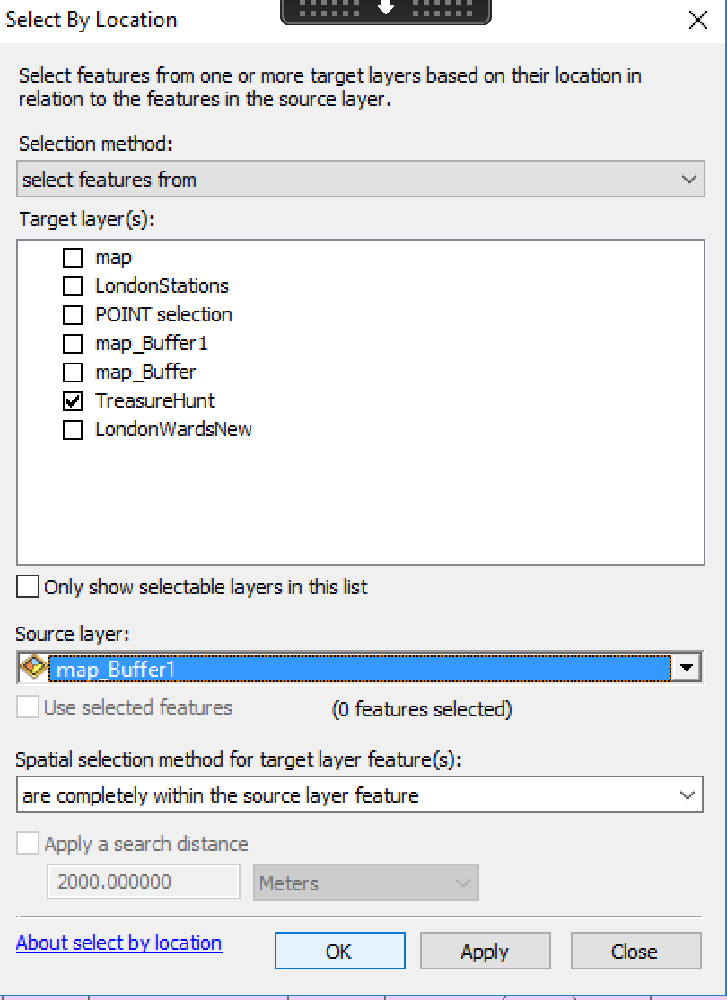 Select By Location
Select features from one or more target layers based on their location in
relation to the features in the source layer.
Selection method:
select features from
Target layer(s):
map
LondonStations
POINT selection
map_Buffer1
map_Buffer
TreasureHunt
LondonWardsNew
Only show selectable layers in this list
Source layer:
map_Buffer1
Use selected features (0 features selected)
Spatial selection method for target layer feature(s):
are completely within the source layer feature
Apply a search distance
2000.000000 Meters
About select by location OK Apply Close